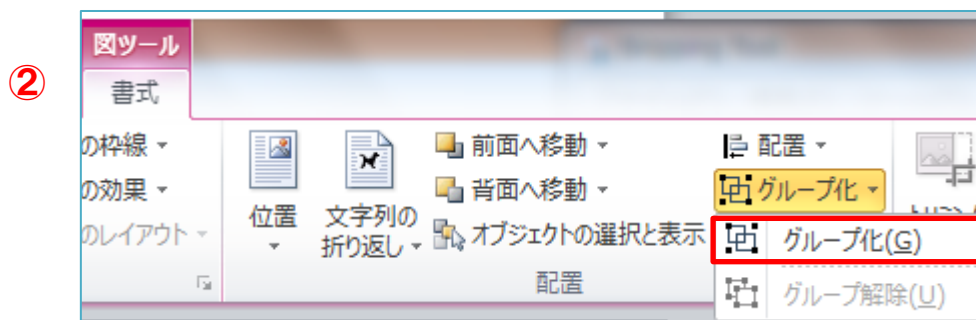 図ツール
②
書式
の枠線
の効果
のレイアウト
位置
文字列の
折り返し
前面へ移動
背面へ移動
オブジェクトの選択と表示
配置
配置
グループ化
グループ化(G)
グループ解除(U)